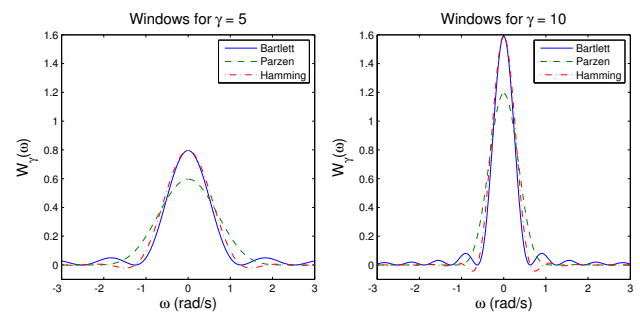 Windows for γ = 5
Windows for γ = 10
1.6
1.4
1.2
1
0.8
0.6
0.4
0.2
0
-3 -2 -1 0 1 2 3
W_γ(ω)
ω (rad/s)
Bartlett
Parzen
Hamming
1.6
1.4
1.2
1
0.8
0.6
0.4
0.2
0
-3 -2 -1 0 1 2 3
W_γ(ω)
ω (rad/s)
Bartlett
Parzen
Hamming